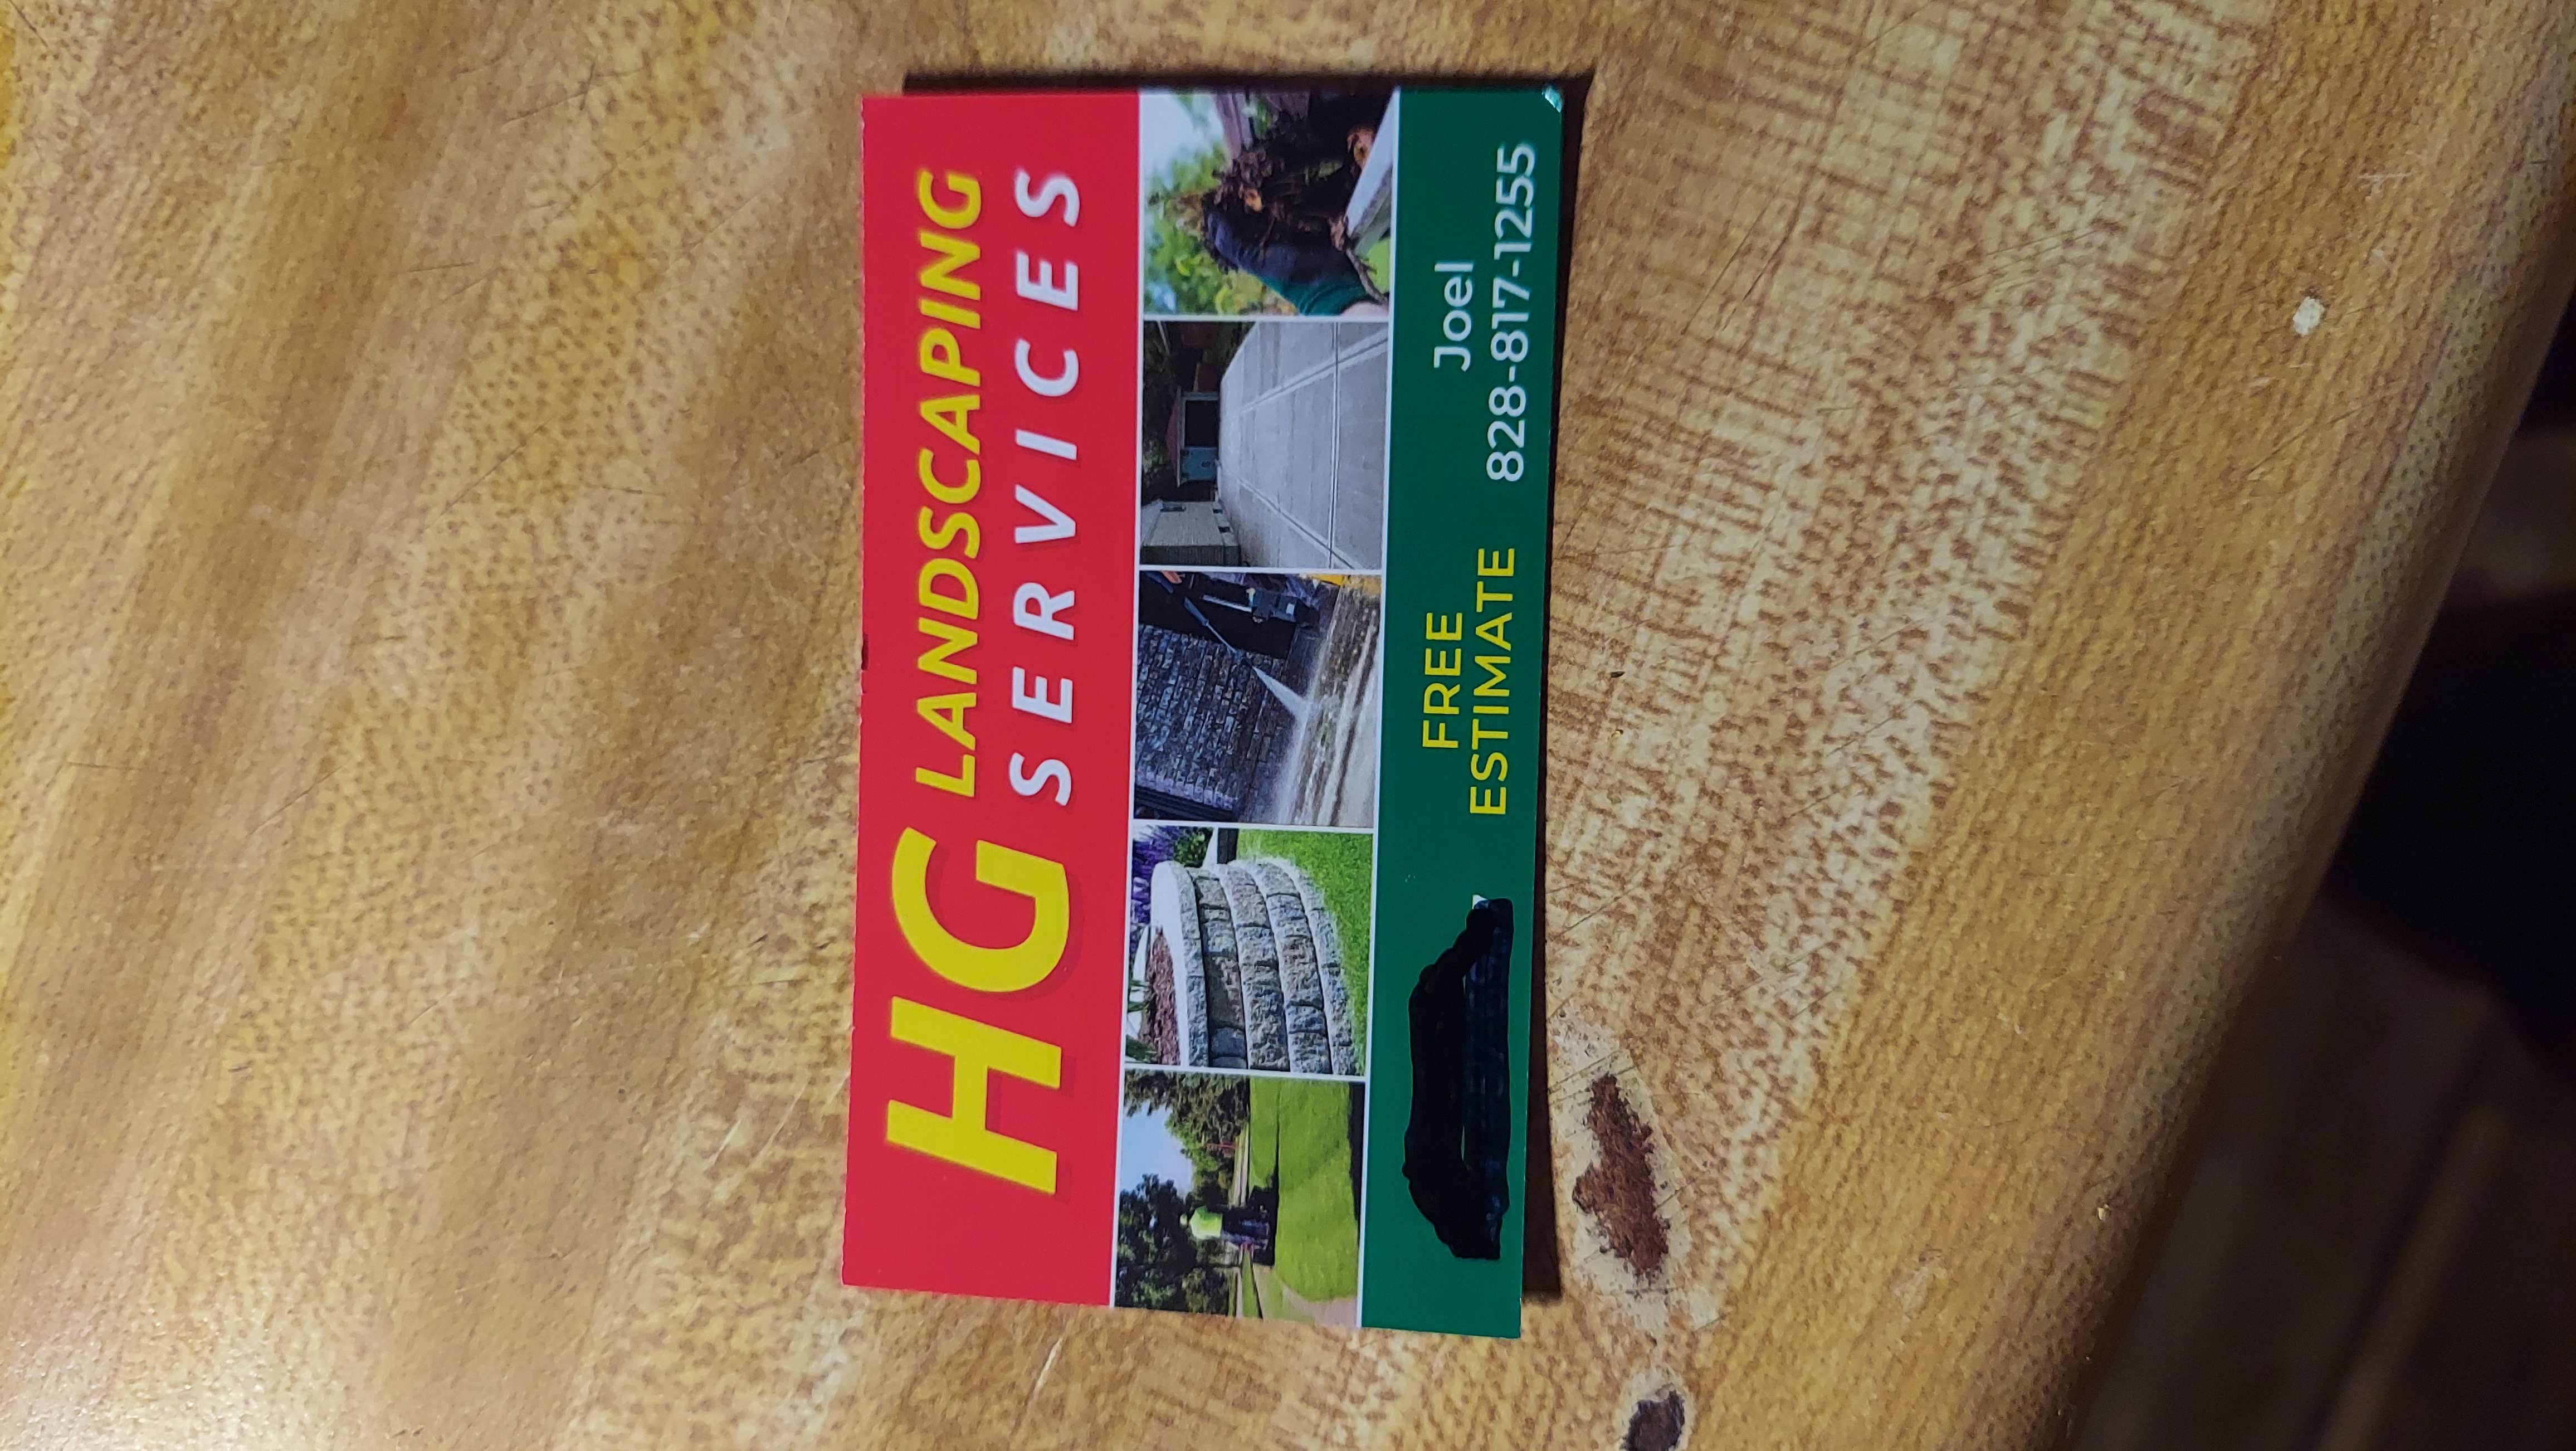 HG LANDSCAPING
SERVICES
FREE
ESTIMATE
Joel
828-817-1255